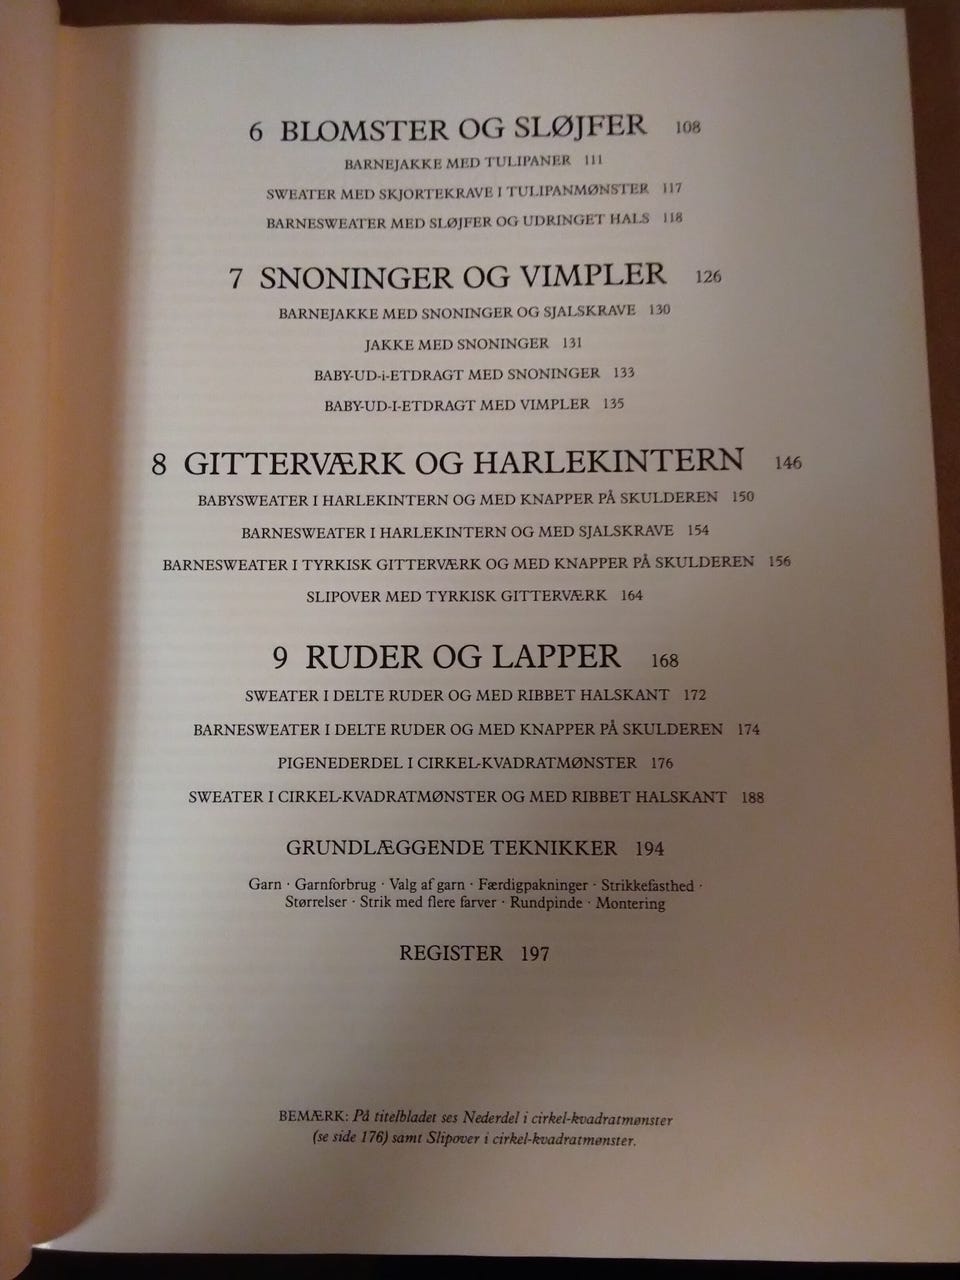 6 BLOMSTER OG SLØJFER 108
BARNEJAKKE MED TULIPANER 111
SWEATER MED SKJORTEKRAVE I TULIPANMØNSTER 117
BARNESWEATER MED SLØJFER OG UDRINGET HALS 118
7 SNONINGER OG VIMPLER 126
BARNEJAKKE MED SNONINGER OG SJALSKRAVE 130
JAKKE MED SNONINGER 131
BABY-UD-i-ETDRAGT MED SNONINGER 133
BABY-UD-I-ETDRAGT MED VIMPLER 135
8 GITTERVÆRK OG HARLEKINTERN 146
BABYSWEATER I HARLEKINTERN OG MED KNAPPER PÅ SKULDEREN 150
BARNESWEATER I HARLEKINTERN OG MED SJALSKRAVE 154
BARNESWEATER I TYRKISK GITTERVÆRK OG MED KNAPPER PÅ SKULDEREN 156
SLIPOVER MED TYRKISK GITTERVÆRK 164
9 RUDER OG LAPPER 168
SWEATER I DELTE RUDER OG MED RIBBET HALSKANT 172
BARNESWEATER I DELTE RUDER OG MED KNAPPER PÅ SKULDEREN 174
PIGENEDERDEL I CIRKEL-KVADRATMØNSTER 176
SWEATER I CIRKEL-KVADRATMØNSTER OG MED RIBBET HALSKANT 188
GRUNDLÆGGENDE TEKNIKKER 194
Garn · Garnforbrug · Valg af garn · Færdigpakninger · Strikkefasthed ·
Størrelser · Strik med flere farver · Rundpinde · Montering
REGISTER 197
BEMÆRK: På titelbladet ses Nederdel i cirkel-kvadratmønster
(se side 176) samt Slipover i cirkel-kvadratmønster.